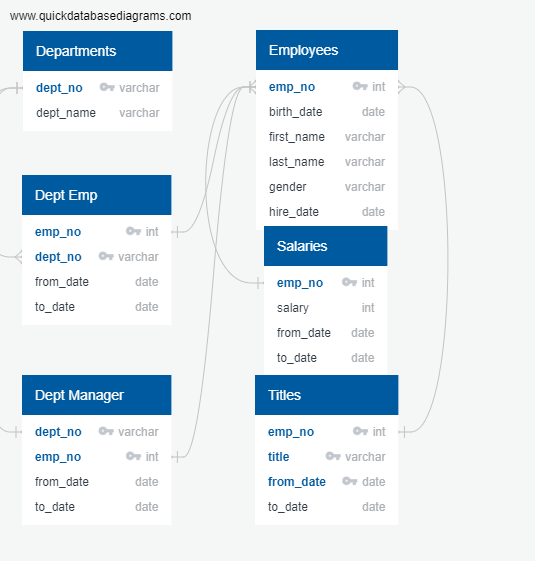 www.quickdatabasediagrams.com
Departments
dept_no varchar
dept_name varchar
Employees
emp_no int
birth_date date
first_name varchar
last_name varchar
gender varchar
hire_date date
Dept Emp
emp_no int
dept_no varchar
from_date date
to_date date
Salaries
emp_no int
salary int
from_date date
to_date date
Dept Manager
dept_no varchar
emp_no int
from_date date
to_date date
Titles
emp_no int
title varchar
from_date date
to_date date